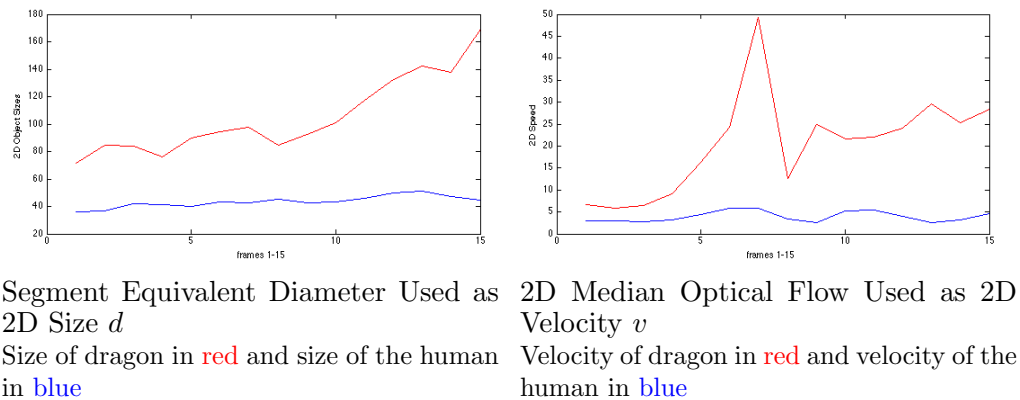 180
160
140
120
100
80
60
40
20
2D Object Sizes
0 5 10 15
frames 1-15
50
45
40
35
30
25
20
15
10
5
0
2D Speed
0 5 10 15
frames 1-15
Segment Equivalent Diameter Used as
2D Size d
Size of dragon in red and size of the human
in blue
2D Median Optical Flow Used as 2D
Velocity v
Velocity of dragon in red and velocity of the
human in blue